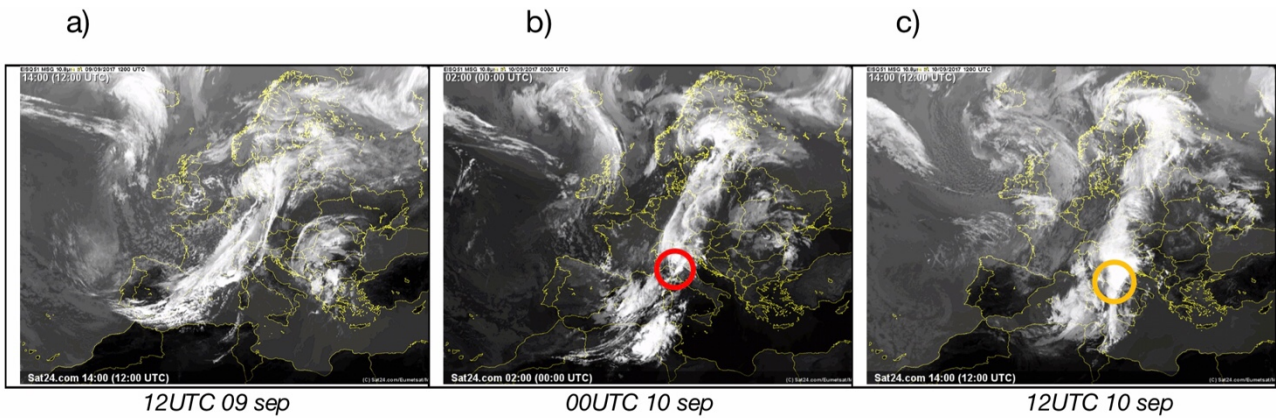 a)
b)
c)
14:00 (12:00 UTC)
02:00 (00:00 UTC)
14:00 (12:00 UTC)
Sat24.com 14:00 (12:00 UTC)
Sat24.com 02:00 (00:00 UTC)
Sat24.com 14:00 (12:00 UTC)
12UTC 09 sep
00UTC 10 sep
12UTC 10 sep